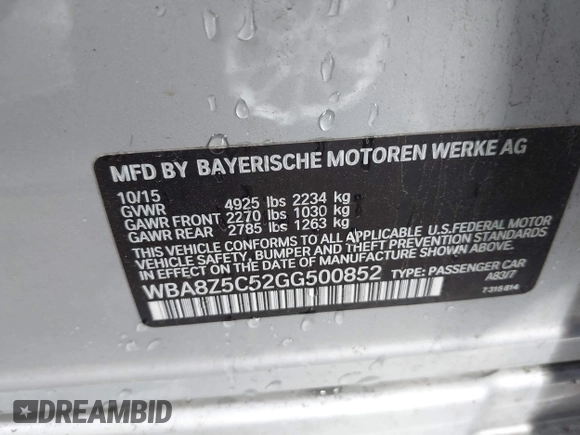 MFD BY BAYERISCHE MOTOREN WERKE AG
10/15
GVWR 4925 lbs 2234 kg
GAWR FRONT 2270 lbs 1030 kg
GAWR REAR 2785 lbs 1263 kg
THIS VEHICLE CONFORMS TO ALL APPLICABLE U.S.FEDERAL MOTOR
VEHICLE SAFETY, BUMPER, AND THEFT PREVENTION STANDARDS
IN EFFECT ON THE DATE OF MANUFACTURE SHOWN ABOVE.
WBA8Z5C52GG500852 TYPE: PASSENGER CAR
A83/7
7 316 814
DREAMBID